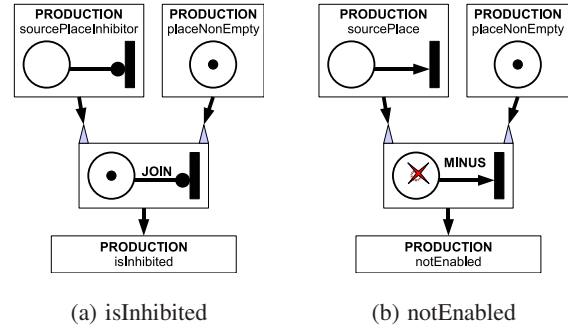 PRODUCTION
sourcePlaceInhibitor
PRODUCTION
placeNonEmpty
JOIN
PRODUCTION
isInhibited
(a) isInhibited
PRODUCTION
sourcePlace
PRODUCTION
placeNonEmpty
MINUS
PRODUCTION
notEnabled
(b) notEnabled